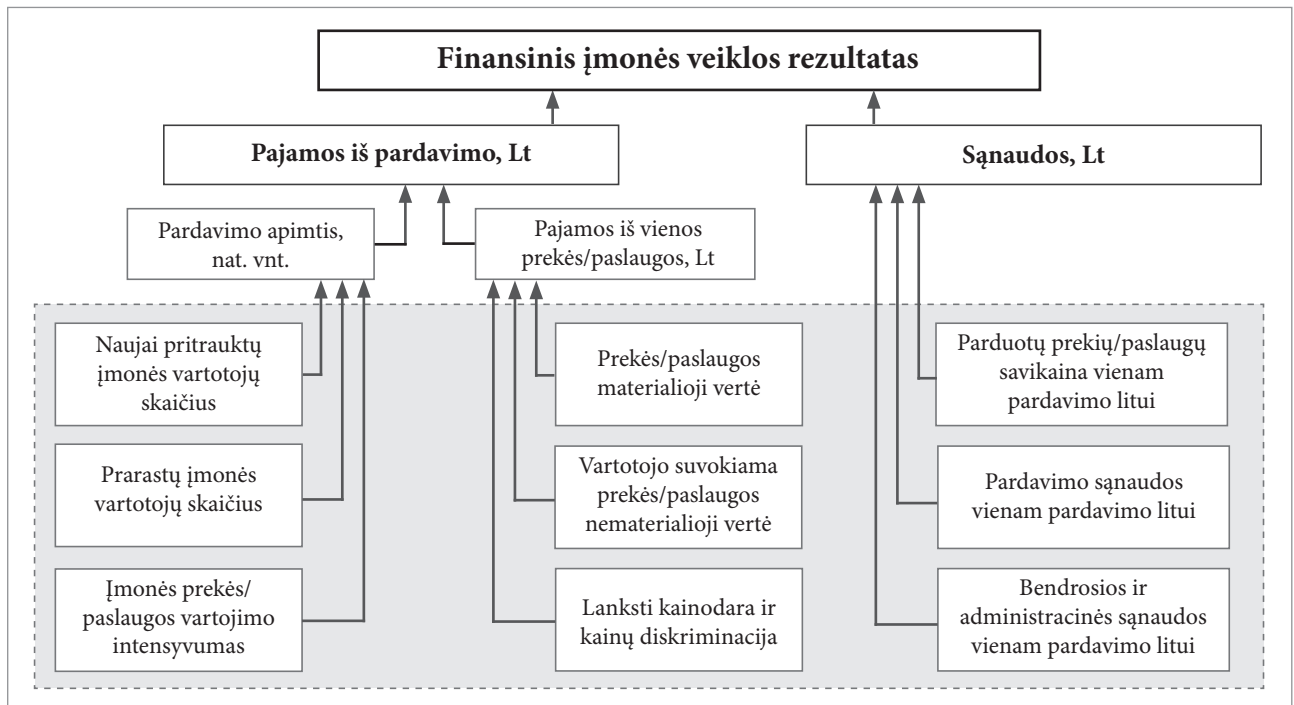 Finansinis įmonės veiklos rezultatas
Pajamos iš pardavimo, Lt
Sąnaudos, Lt
Pardavimo apimtis,
nat. vnt.
Pajamos iš vienos
prekės/paslaugos, Lt
Naujai pritrauktų
įmonės vartotojų
skaičius
Prekės/paslaugos
materialioji vertė
Parduotų prekių/paslaugų
savikaina vienam
pardavimo litui
Prarastų įmonės
vartotojų skaičius
Vartotojo suvokiama
prekės/paslaugos
nematerialioji vertė
Pardavimo sąnaudos
vienam pardavimo litui
Įmonės prekės/
paslaugos vartojimo
intensyvumas
Lanksti kainodara ir
kainų diskriminacija
Bendrosios ir
administracinės sąnaudos
vienam pardavimo litui